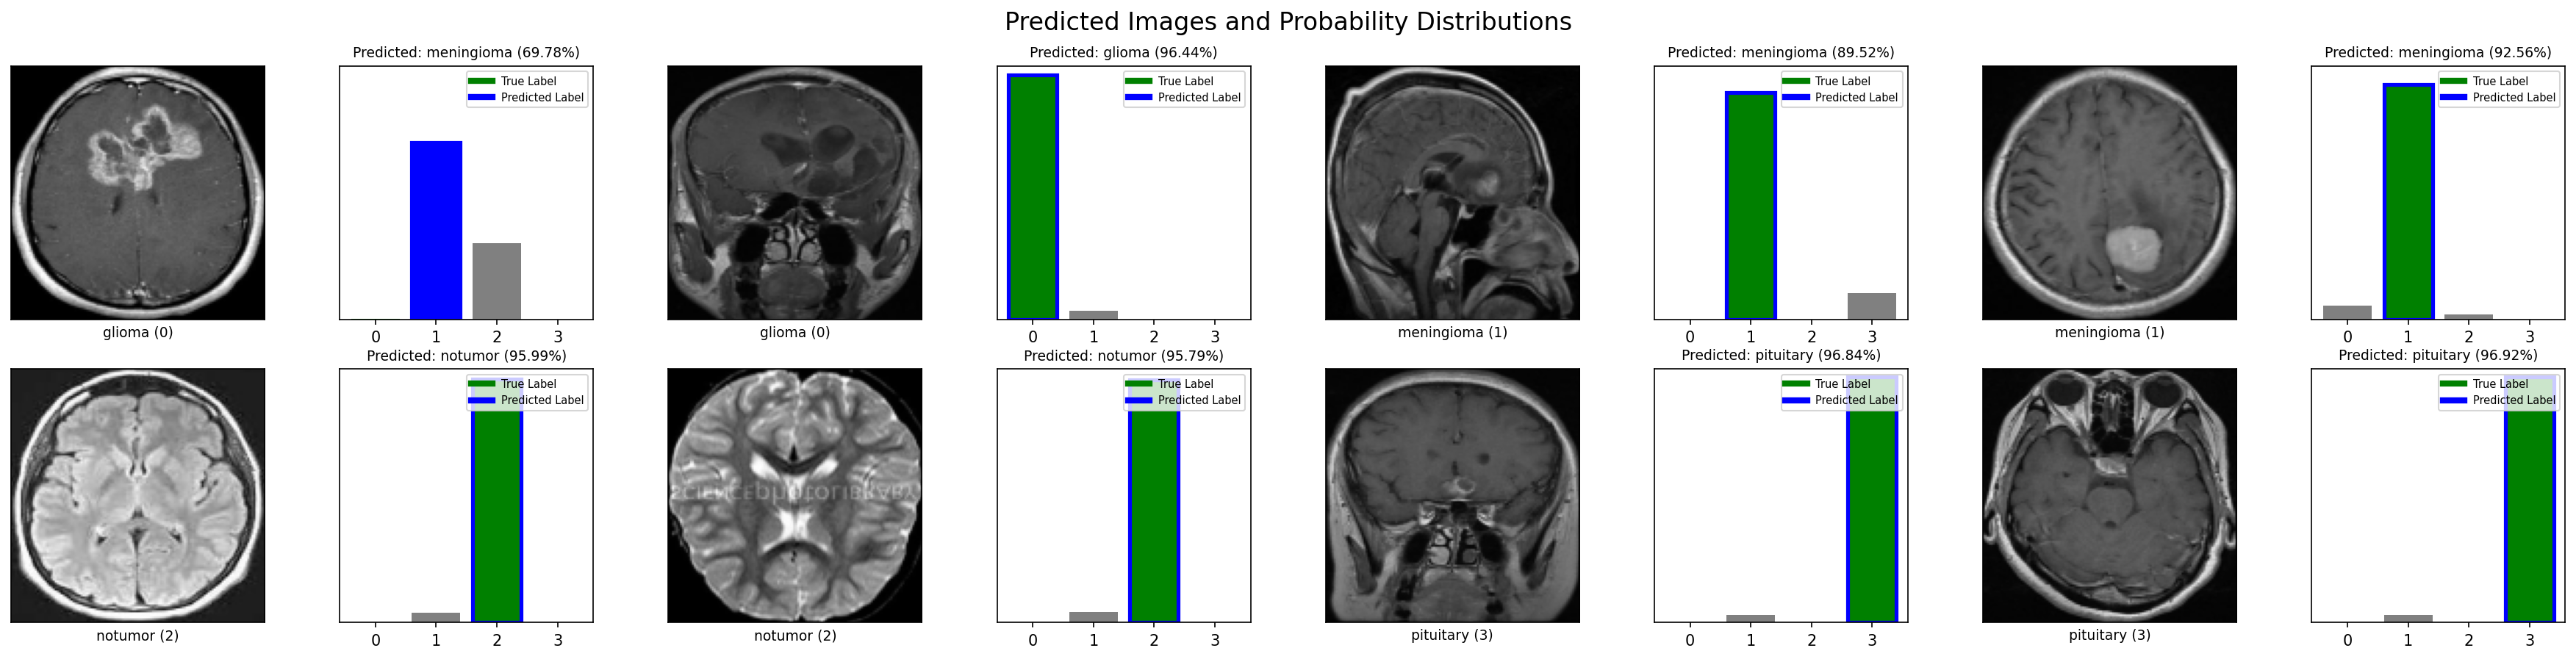 Predicted Images and Probability Distributions
Predicted: meningioma (69.78%)
True Label
Predicted Label
glioma (0)
0 1 2 3
Predicted: glioma (96.44%)
True Label
Predicted Label
glioma (0)
0 1 2 3
Predicted: meningioma (89.52%)
True Label
Predicted Label
meningioma (1)
0 1 2 3
Predicted: meningioma (92.56%)
True Label
Predicted Label
meningioma (1)
0 1 2 3
Predicted: notumor (95.99%)
True Label
Predicted Label
notumor (2)
0 1 2 3
Predicted: notumor (95.79%)
True Label
Predicted Label
notumor (2)
0 1 2 3
Predicted: pituitary (96.84%)
True Label
Predicted Label
pituitary (3)
0 1 2 3
Predicted: pituitary (96.92%)
True Label
Predicted Label
pituitary (3)
0 1 2 3